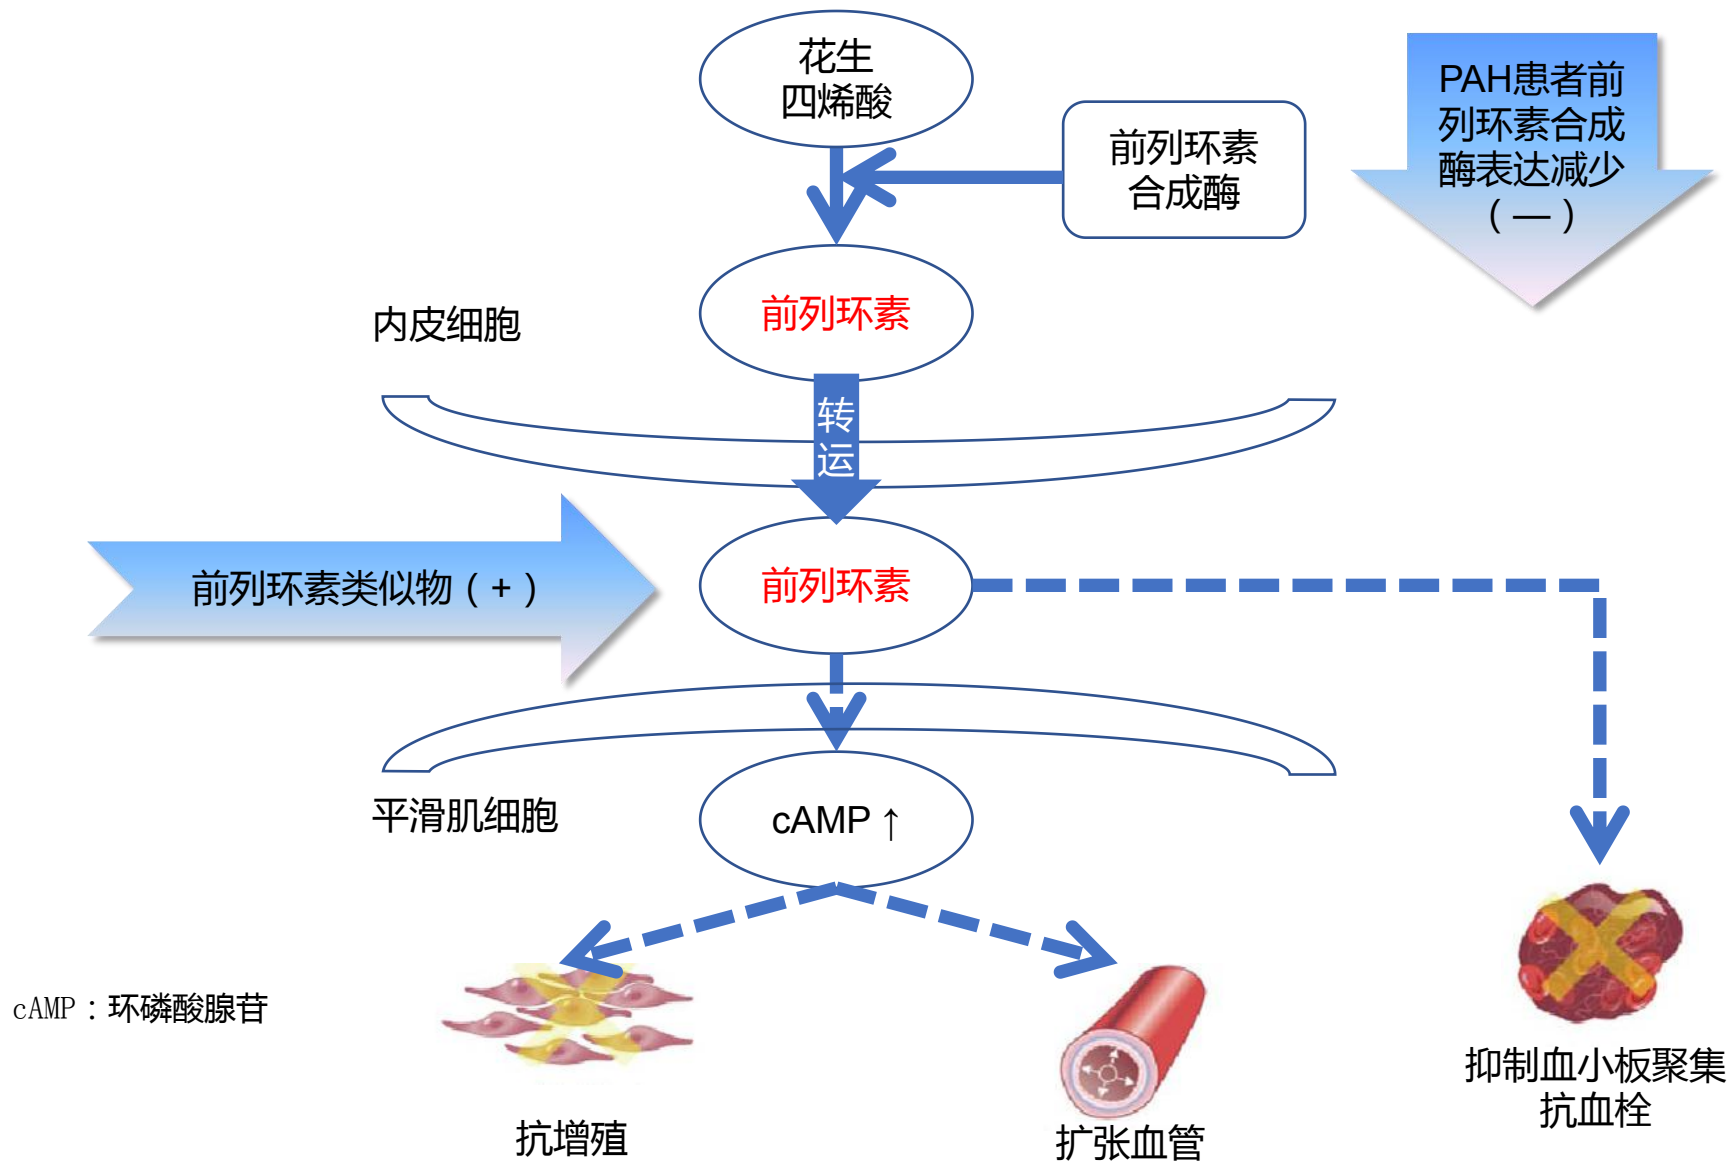 花生
四烯酸
PAH患者前
列环素合成
酶表达减少
（—）
前列环素
合成酶
前列环素
内皮细胞
转
运
前列环素类似物（+）
前列环素
平滑肌细胞
cAMP↑
cAMP：环磷酸腺苷
抗增殖
扩张血管
抑制血小板聚集
抗血栓